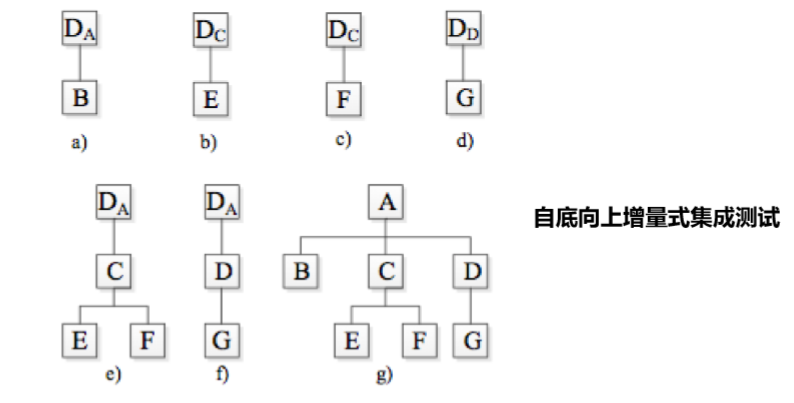 D_A D_C D_C D_D
B E F G
a) b) c) d)
D_A D_A A
自底向上增量式集成测试
C D B C D
E F G E F G
e) f) g)